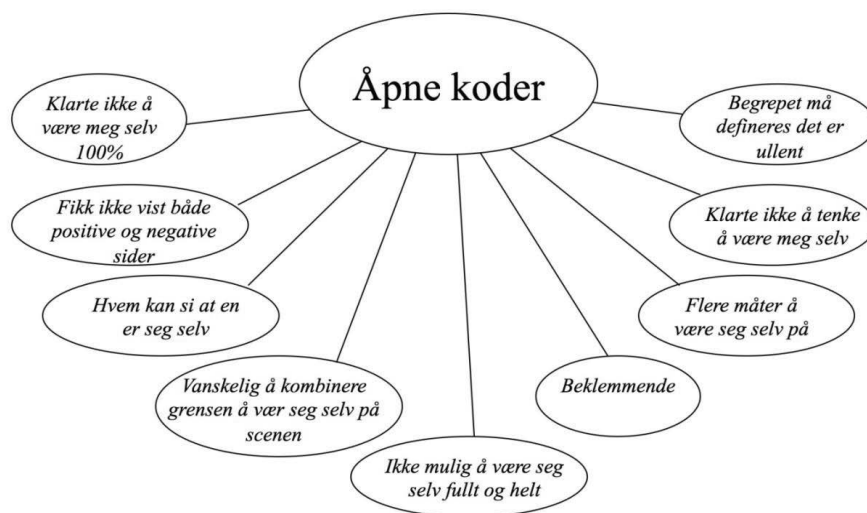 Åpne koder
Klarte ikke å
være meg selv
100%
Fikk ikke vist både
positive og negative
sider
Hvem kan si at en
er seg selv
Vanskelig å kombinere
grensen å vær seg selv på
scenen
Ikke mulig å være seg
selv fullt og helt
Beklemmende
Flere måter å
være seg selv på
Klarte ikke å tenke
å være meg selv
Begrepet må
defineres det er
ullent